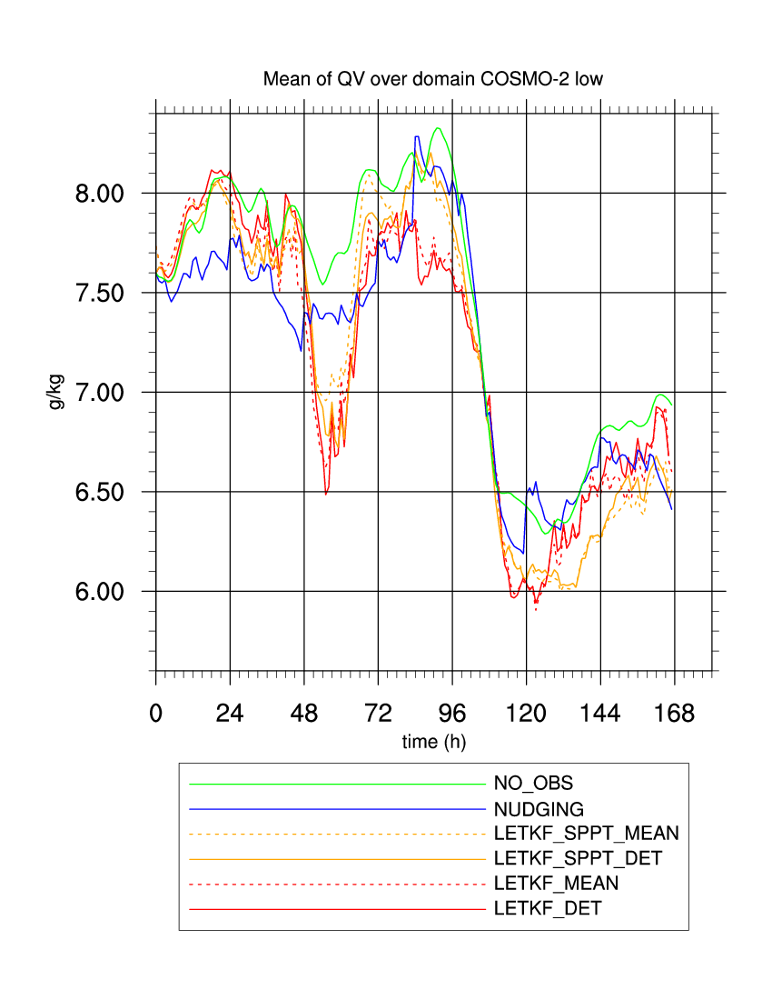 Mean of QV over domain COSMO-2 low
8.00
7.50
7.00
6.50
6.00
g/kg
0 24 48 72 96 120 144 168
time (h)
NO_OBS
NUDGING
LETKF_SPPT_MEAN
LETKF_SPPT_DET
LETKF_MEAN
LETKF_DET